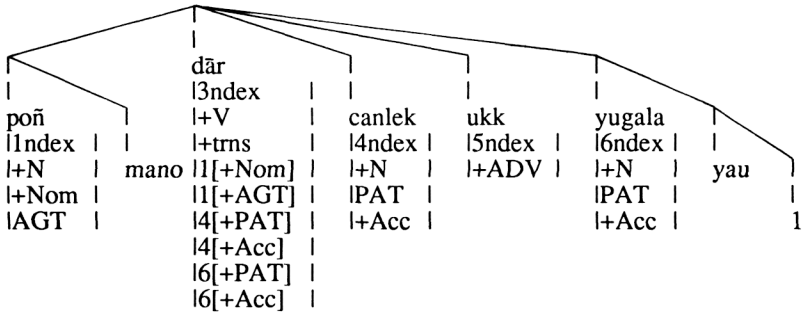 dār
|3ndex |
poñ |+V | canlek ukk yugala
|1ndex | |+trns | |4ndex | |5ndex | |6ndex |
|+N | mano |1[+Nom] | |+N | |+ADV | |+N | yau
|+Nom | |1[+AGT] | |PAT | |PAT |
|AGT | |4[+PAT] | |+Acc | |+Acc | 1
|4[+Acc] |
|6[+PAT] |
|6[+Acc] |